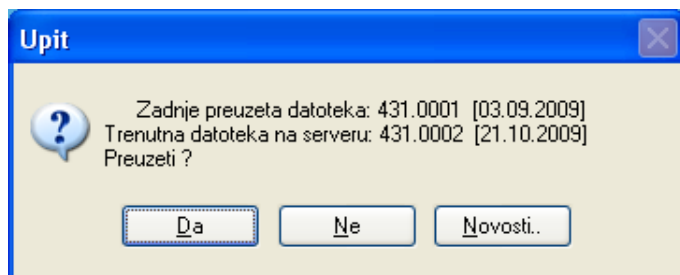 Upit
Zadnje preuzeta datoteka: 431.0001 [03.09.2009]
Trenutna datoteka na serveru: 431.0002 [21.10.2009]
Preuzeti ?
Da
Ne
Novosti..